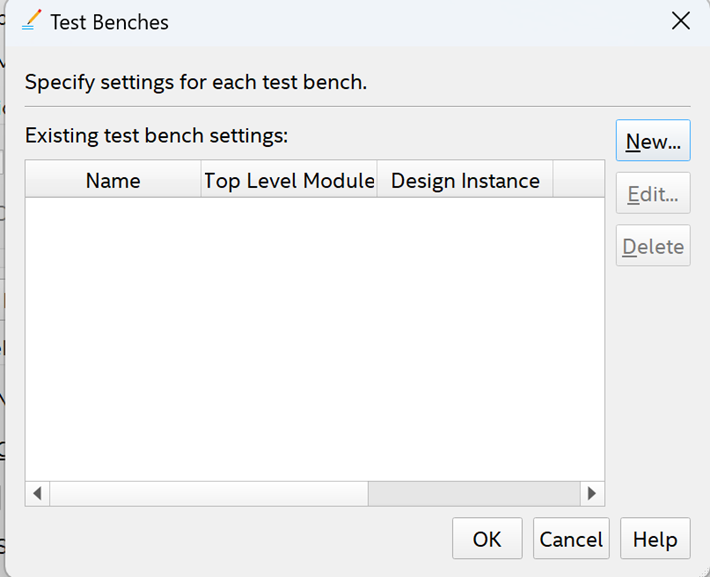 Test Benches
Specify settings for each test bench.
Existing test bench settings:
New...
Name Top Level Module Design Instance
Edit...
Delete
OK Cancel Help